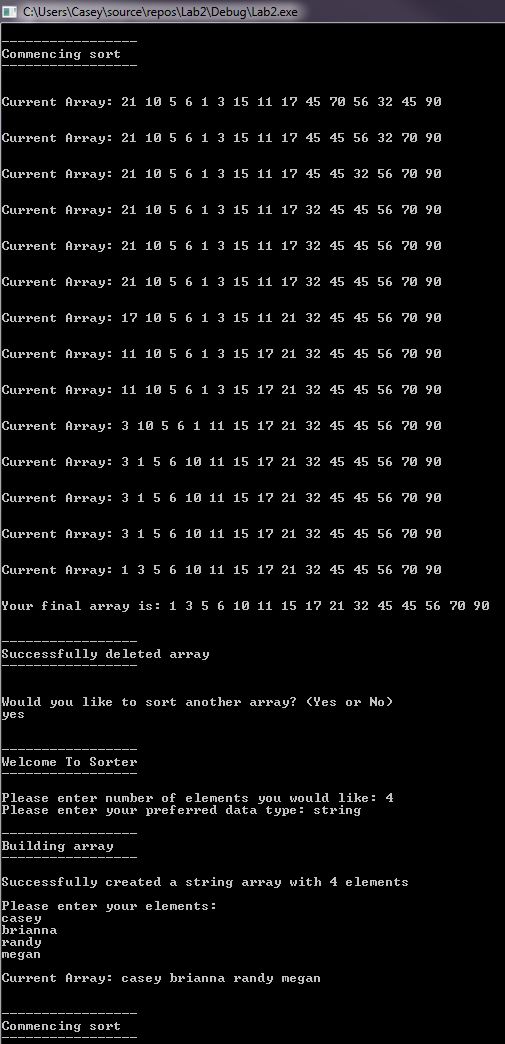 C:\Users\Casey\source\repos\Lab2\Debug\Lab2.exe
-----------------
Commencing sort
-----------------
Current Array: 21 10 5 6 1 3 15 11 17 45 70 56 32 45 90
Current Array: 21 10 5 6 1 3 15 11 17 45 45 56 32 70 90
Current Array: 21 10 5 6 1 3 15 11 17 45 45 32 56 70 90
Current Array: 21 10 5 6 1 3 15 11 17 32 45 45 56 70 90
Current Array: 21 10 5 6 1 3 15 11 17 32 45 45 56 70 90
Current Array: 21 10 5 6 1 3 15 11 17 32 45 45 56 70 90
Current Array: 17 10 5 6 1 3 15 11 21 32 45 45 56 70 90
Current Array: 11 10 5 6 1 3 15 17 21 32 45 45 56 70 90
Current Array: 11 10 5 6 1 3 15 17 21 32 45 45 56 70 90
Current Array: 3 10 5 6 1 11 15 17 21 32 45 45 56 70 90
Current Array: 3 1 5 6 10 11 15 17 21 32 45 45 56 70 90
Current Array: 3 1 5 6 10 11 15 17 21 32 45 45 56 70 90
Current Array: 3 1 5 6 10 11 15 17 21 32 45 45 56 70 90
Current Array: 1 3 5 6 10 11 15 17 21 32 45 45 56 70 90
Your final array is: 1 3 5 6 10 11 15 17 21 32 45 45 56 70 90
-----------------
Successfully deleted array
-----------------
Would you like to sort another array? (Yes or No)
yes
-----------------
Welcome To Sorter
-----------------
Please enter number of elements you would like: 4
Please enter your preferred data type: string
-----------------
Building array
-----------------
Successfully created a string array with 4 elements
Please enter your elements:
casey
brianna
randy
megan
Current Array: casey brianna randy megan
-----------------
Commencing sort
-----------------